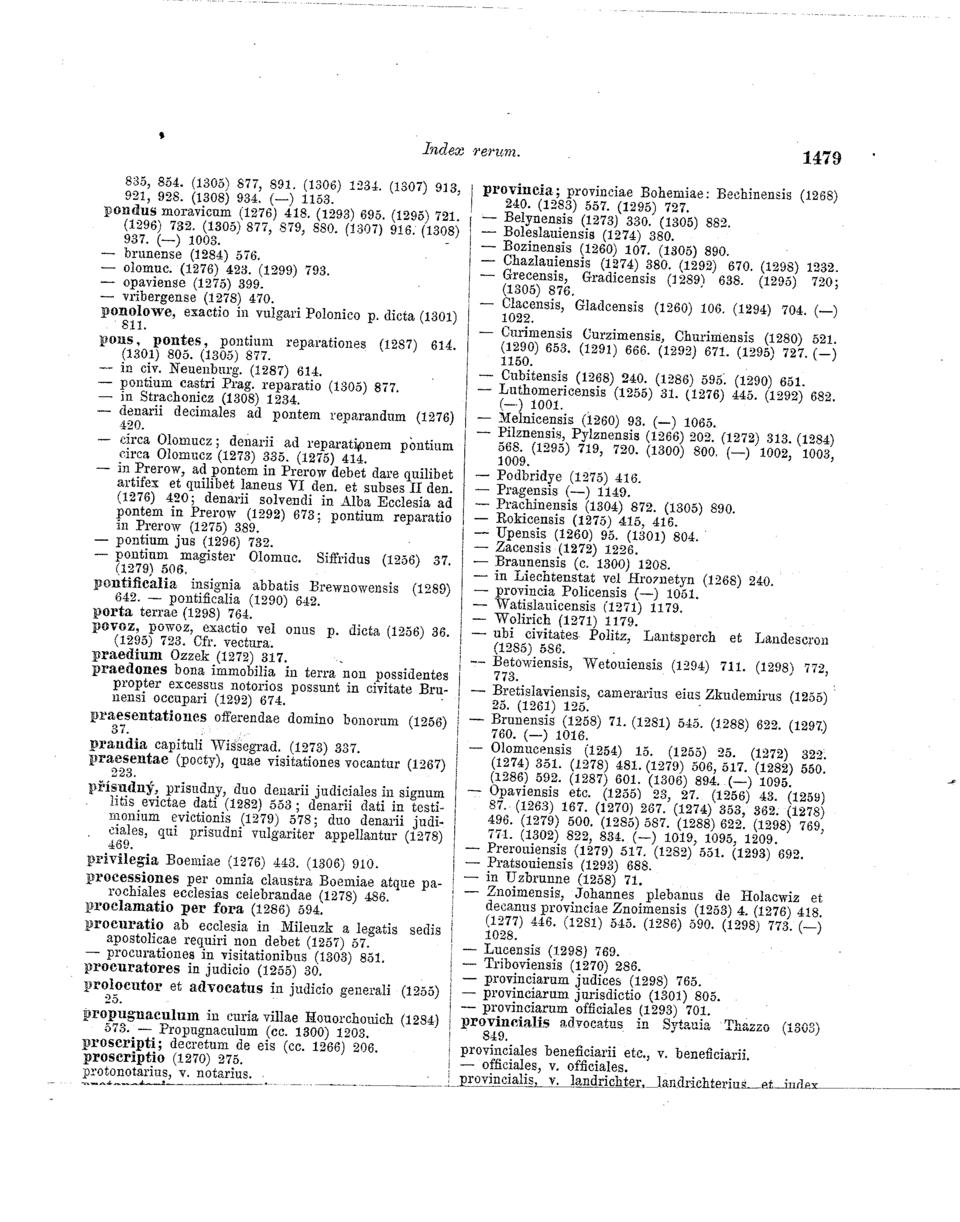 Index rerum.
1479
835, 854. (1305) 877, 891. (1306) 1234. (1307) 913,
921, 928. (1308) 934. (—) 1153.
pondus moravicum (1276) 418. (1293) 695. (1295) 721.
(1296) 732. (1305) 877, 879, 880. (1307) 916. (1308)
937. (—) 1003.
— brunense (1284) 576.
— olomuc. (1276) 423. (1299) 793.
— opaviense (1275) 399.
— vribergense (1278) 470.
ponolowe, exactio in vulgari Polonico p. dicta (1301)
811.
pons, pontes, pontium reparationes (1287) 614.
(1301) 805. (1305) 877.
— in civ. Neuenburg. (1287) 614.
— pontium castri Prag. reparatio (1305) 877.
— in Strachonicz (1308) 1234.
— denarii decimales ad pontem reparandum (1276)
420.
— circa Olomucz; denarii ad reparationem pontium
circa Olomucz (1273) 335. (1275) 414.
— in Prerow, ad pontem in Prerow debet dare quilibet
artifex et quilibet laneus VI den. et subses II den.
(1276) 420; denarii solvendi in Alba Ecclesia ad
pontem in Prerow (1292) 673; pontium reparatio
in Prerow (1275) 389.
— pontium jus (1296) 732.
— pontium magister Olomuc. Siffridus (1256) 37.
(1279) 506.
pontificalia insignia abbatis Brewnowensis (1289)
642. — pontificalia (1290) 642.
porta terrae (1298) 764.
povoz, powoz, exactio vel onus p. dicta (1256) 36.
(1295) 723. Cfr. vectura.
praedium Ozzek (1272) 317.
praedones bona immobilia in terra non possidentes
propter excessus notorios possunt in civitate Bru-
nensi occupari (1292) 674.
praesentationes offerendae domino bonorum (1256)
37.
prandia capituli Wissegrad. (1273) 337.
praesentae (pocty), quae visitationes vocantur (1267)
223.
přísudný, prisudny, duo denarii judiciales in signum
litis evictae dati (1282) 553; denarii dati in testi-
monium evictionis (1279) 578; duo denarii judi-
ciales, qui prisudni vulgariter appellantur (1278)
469.
privilegia Boemiae (1276) 443. (1306) 910.
processiones per omnia claustra Boemiae atque pa-
rochiales ecclesias celebrandae (1278) 486.
proclamatio per fora (1286) 594.
procuratio ab ecclesia in Mileuzk a legatis sedis
apostolicae requiri non debet (1257) 57.
— procurationes in visitationibus (1303) 851.
procuratores in judicio (1255) 30.
prolocutor et advocatus in judicio generali (1255)
25.
propugnaculum in curia villae Houorchouich (1284)
573. — Propugnaculum (cc. 1300) 1203.
proscripti; decretum de eis (cc. 1266) 206.
proscriptio (1270) 275.
protonotarius, v. notarius.
provincia; provinciae Bohemiae: Bechinensis (1268)
240. (1283) 557. (1295) 727.
— Belynensis (1273) 330. (1305) 882.
— Boleslauiensis (1274) 380.
— Bozinensis (1260) 107. (1305) 890.
— Chazlauiensis (1274) 380. (1292) 670. (1298) 1232.
— Grecensis, Gradicensis (1289) 638. (1295) 720;
(1305) 876.
— Clacensis, Gladcensis (1260) 106. (1294) 704. (—)
1022.
— Curimensis Curzimensis, Churimensis (1280) 521.
(1290) 653. (1291) 666. (1292) 671. (1295) 727. (—)
1150.
— Cubitensis (1268) 240. (1286) 595. (1290) 651.
— Luthomericensis (1255) 31. (1276) 445. (1292) 682.
(—) 1001.
— Melnicensis (1260) 93. (—) 1065.
— Pilznensis, Pylznensis (1266) 202. (1272) 313. (1284)
568. (1295) 719, 720. (1300) 800. (—) 1002, 1003,
1009.
— Podbridye (1275) 416.
— Pragensis (—) 1149.
— Prachinensis (1304) 872. (1305) 890.
— Rokicensis (1275) 415, 416.
— Upensis (1260) 95. (1301) 804.
— Zacensis (1272) 1226.
— Braunensis (c. 1300) 1208.
— in Liechtenstat vel Hroznetyn (1268) 240.
— provincia Policensis (—) 1051.
— Watislauicensis (1271) 1179.
— Wolirich (1271) 1179.
— ubi civitates Politz, Lantsperch et Landescron
(1285) 586.
— Betowiensis, Wetouiensis (1294) 711. (1298) 772,
773.
— Bretislaviensis, camerarius eius Zkudemirus (1255)
25. (1261) 125.
— Brunensis (1258) 71. (1281) 545. (1288) 622. (1297)
760. (—) 1016.
— Olomucensis (1254) 15. (1255) 25. (1272) 322.
(1274) 351. (1278) 481. (1279) 506, 517. (1282) 550.
(1286) 592. (1287) 601. (1306) 894. (—) 1095.
— Opaviensis etc. (1255) 23, 27. (1256) 43. (1259)
87. (1263) 167. (1270) 267. (1274) 353, 362. (1278)
496. (1279) 500. (1285) 587. (1288) 622. (1298) 769,
771. (1302) 822, 834. (—) 1019, 1095, 1209.
— Prerouiensis (1279) 517. (1282) 551. (1293) 692.
— Pratsouiensis (1293) 688.
— in Uzbrunne (1258) 71.
— Znoimensis, Johannes plebanus de Holacwiz et
decanus provinciae Znoimensis (1253) 4. (1276) 418.
(1277) 446. (1281) 545. (1286) 590. (1298) 773. (—)
1028.
— Lucensis (1298) 769.
— Triboviensis (1270) 286.
— provinciarum judices (1298) 765.
— provinciarum jurisdictio (1301) 805.
— provinciarum officiales (1293) 701.
provincialis advocatus in Sytauia Thazzo (1303)
849.
provinciales beneficiarii etc., v. beneficiarii.
— officiales, v. officiales.
provincialis, v. landrichter, landrichterius, et index